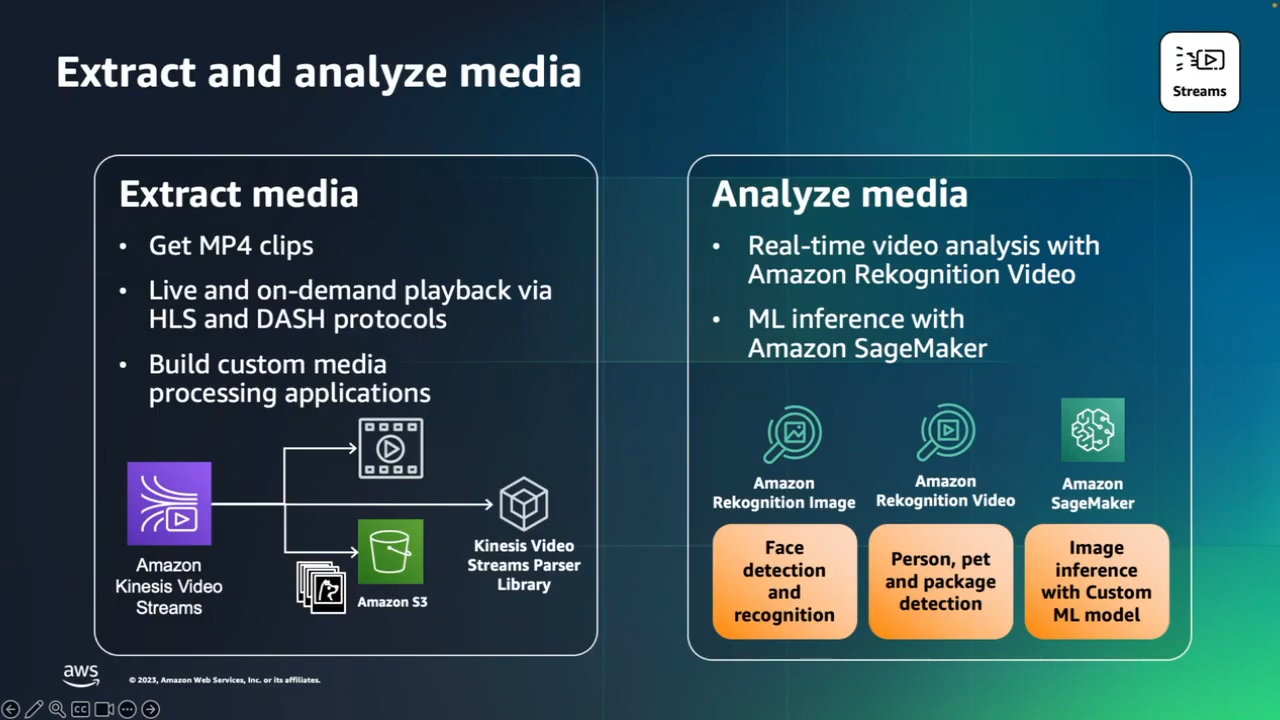 Extract and analyze media
Streams
Extract media
• Get MP4 clips
• Live and on-demand playback via
HLS and DASH protocols
• Build custom media
processing applications
Amazon
Kinesis Video
Streams
Amazon S3
Kinesis Video
Streams Parser
Library
Analyze media
• Real-time video analysis with
Amazon Rekognition Video
• ML inference with
Amazon SageMaker
Amazon
Rekognition Image
Amazon
Rekognition Video
Amazon
SageMaker
Face
detection
and
recognition
Person, pet
and package
detection
Image
inference
with Custom
ML model
aws
© 2023, Amazon Web Services, Inc. or its affiliates.
CC